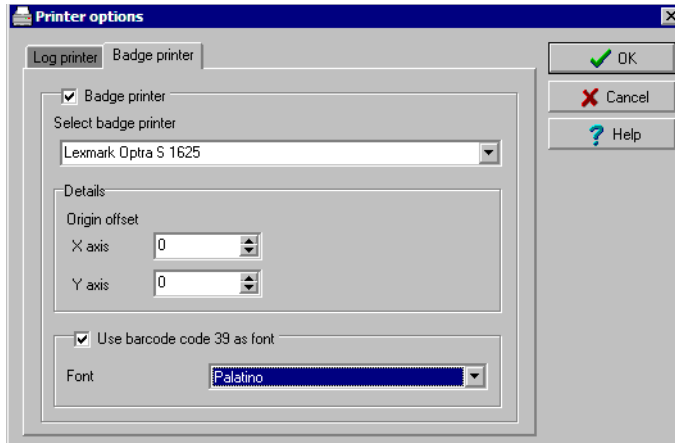 Printer options
Log printer Badge printer
OK
Cancel
Help
Badge printer
Select badge printer
Lexmark Optra S 1625
Details
Origin offset
X axis 0
Y axis 0
Use barcode code 39 as font
Font Palatino